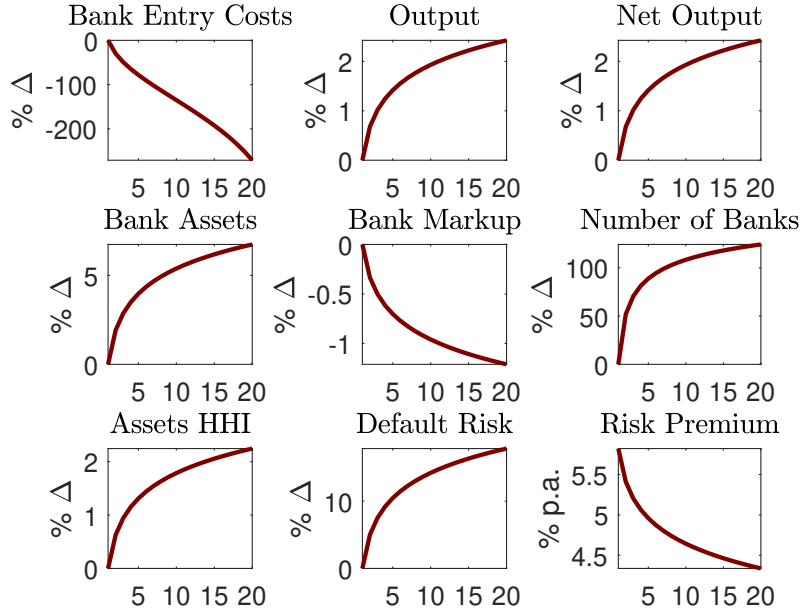 Bank Entry Costs
% Δ
0
-100
-200
5 10 15 20
Output
% Δ
2
1
0
5 10 15 20
Net Output
% Δ
2
1
0
5 10 15 20
Bank Assets
% Δ
5
0
5 10 15 20
Bank Markup
% Δ
0
-0.5
-1
5 10 15 20
Number of Banks
% Δ
100
50
0
5 10 15 20
Assets HHI
% Δ
2
1
0
5 10 15 20
Default Risk
% Δ
10
0
5 10 15 20
Risk Premium
% p.a.
5.5
5
4.5
5 10 15 20